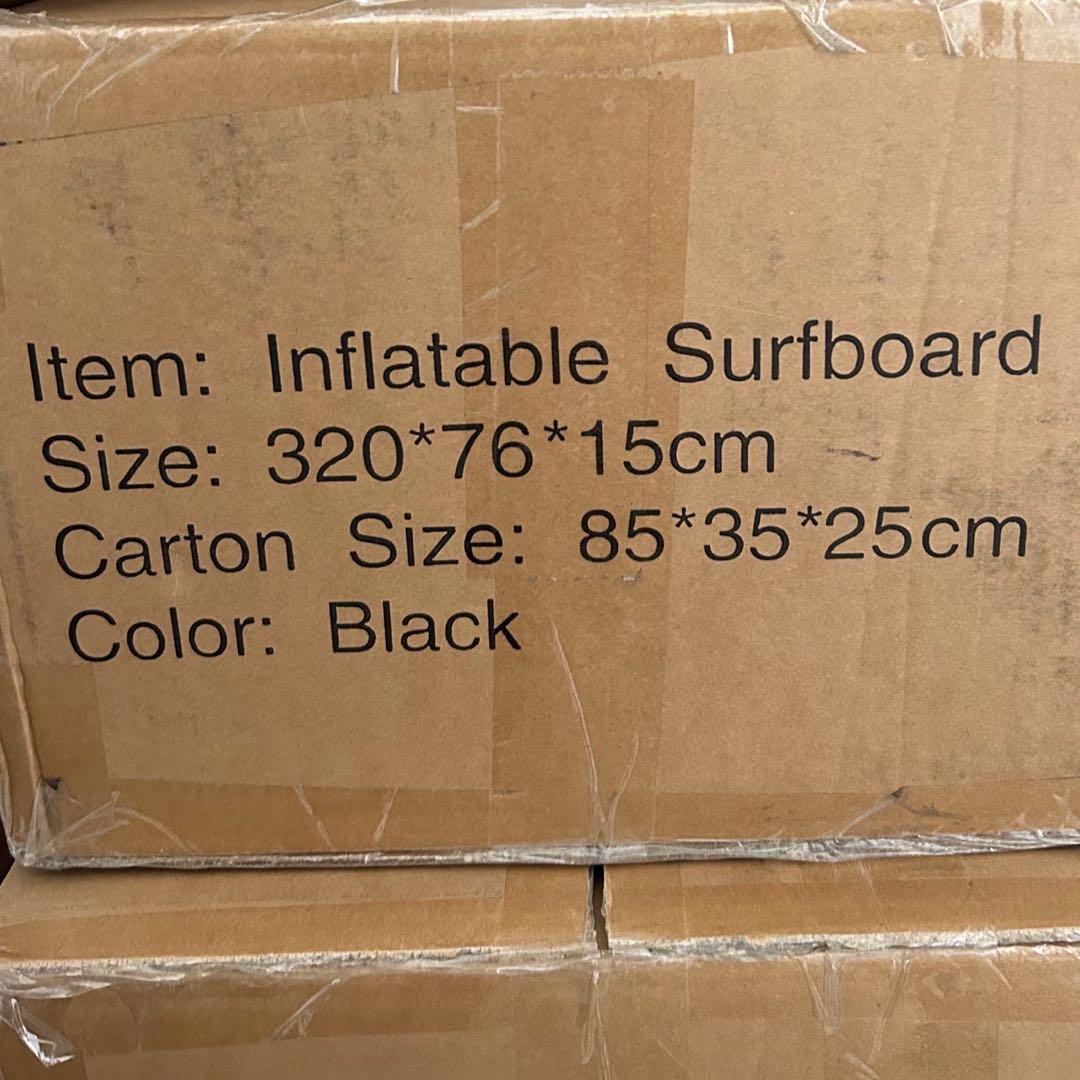 Item: Inflatable Surfboard
Size: 320*76*15cm
Carton Size: 85*35*25cm
Color: Black